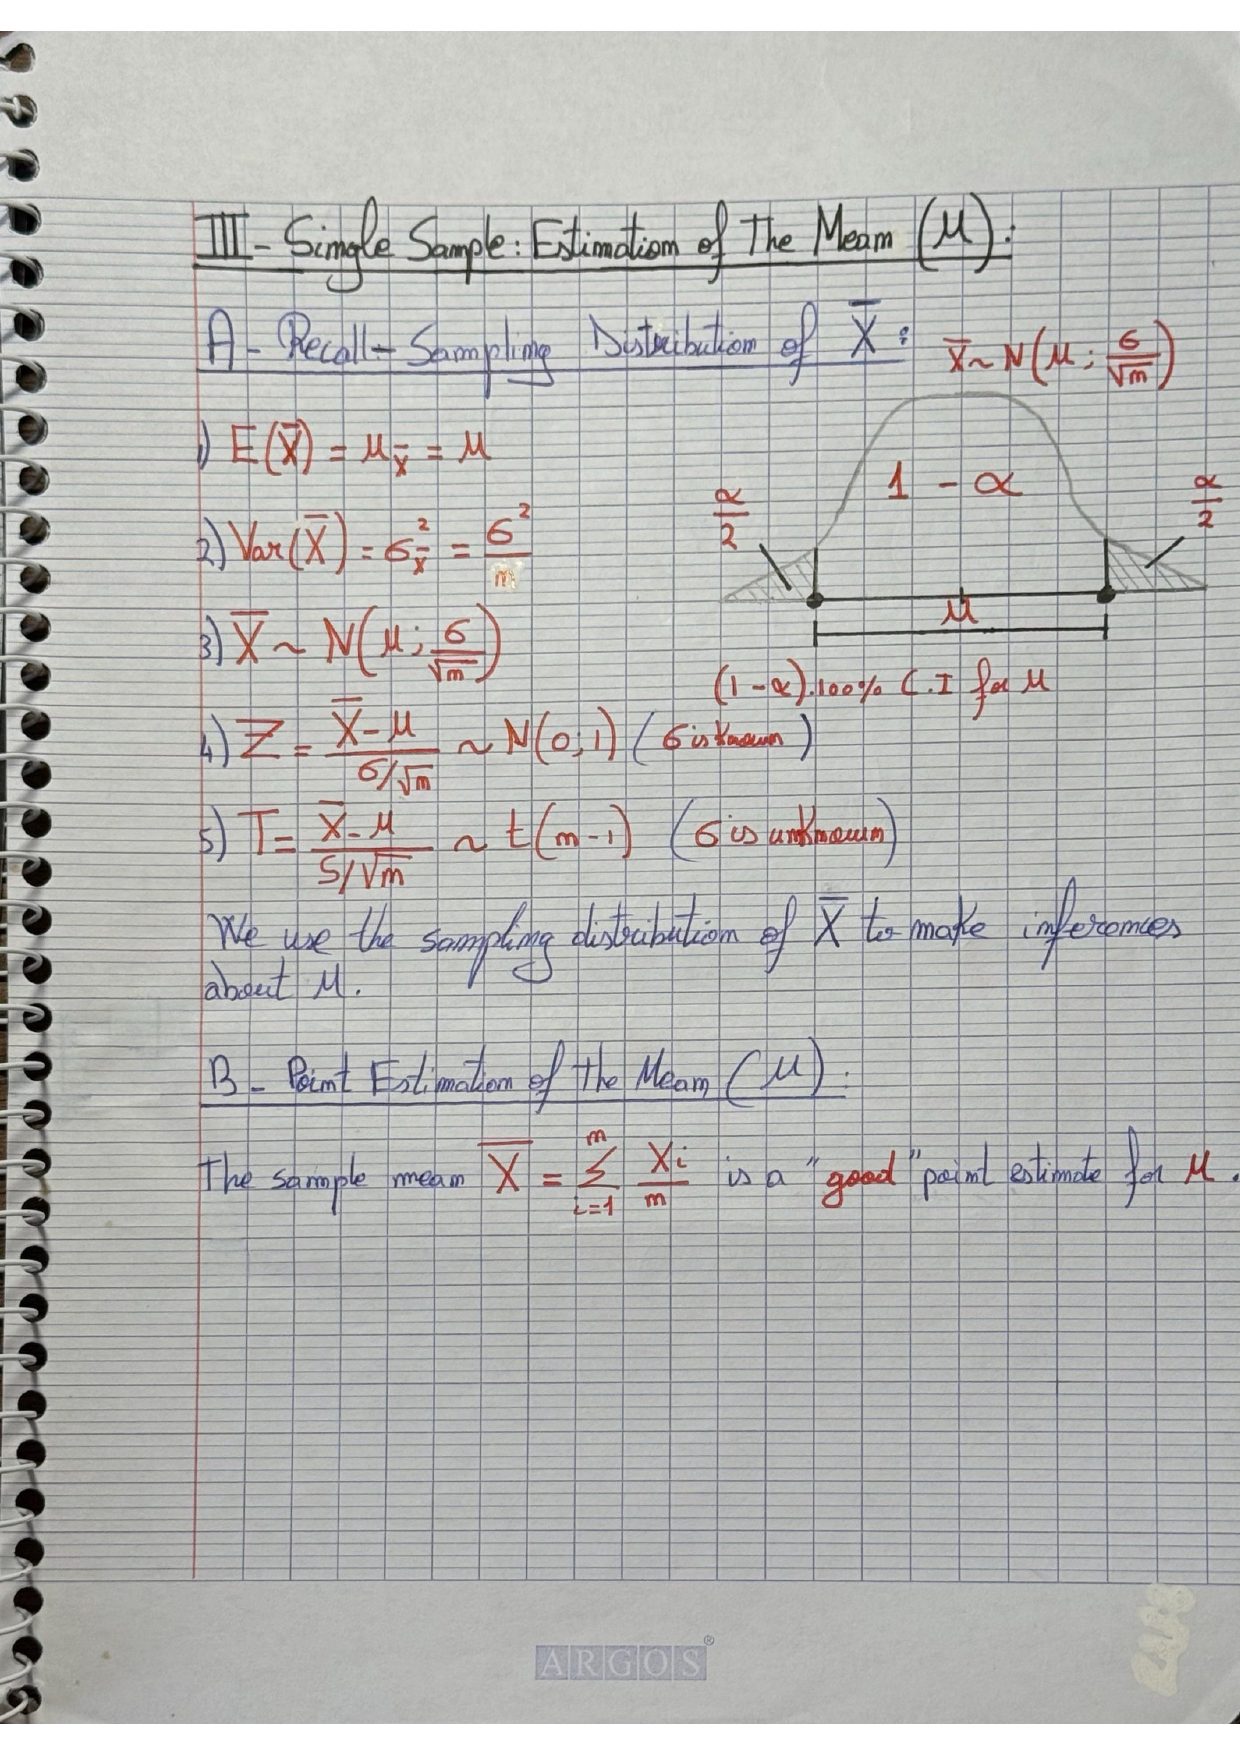 III - Single Sample: Estimation of The Mean (μ):
A - Recall - Sampling Distribution of X̄ :
X̄ ~ N(μ ; σ/√n)
1) E(X̄) = μ_X̄ = μ
1 - α
α/2
α/2
2) Var(X̄) = σ²_X̄ = σ²/n
μ
3) X̄ ~ N(μ ; σ/√n)
(1-α).100% C.I for μ
4) Z = (X̄ - μ)/(σ/√n) ~ N(0;1) (σ is known)
5) T = (X̄ - μ)/(S/√n) ~ t(n-1) (σ is unknown)
We use the sampling distribution of X̄ to make inferences
about μ.
B - Point Estimation of The Mean (μ):
The sample mean X̄ = Σ_{i=1}^{n} Xi/n is a "good" point estimate for μ.
ARGOS®